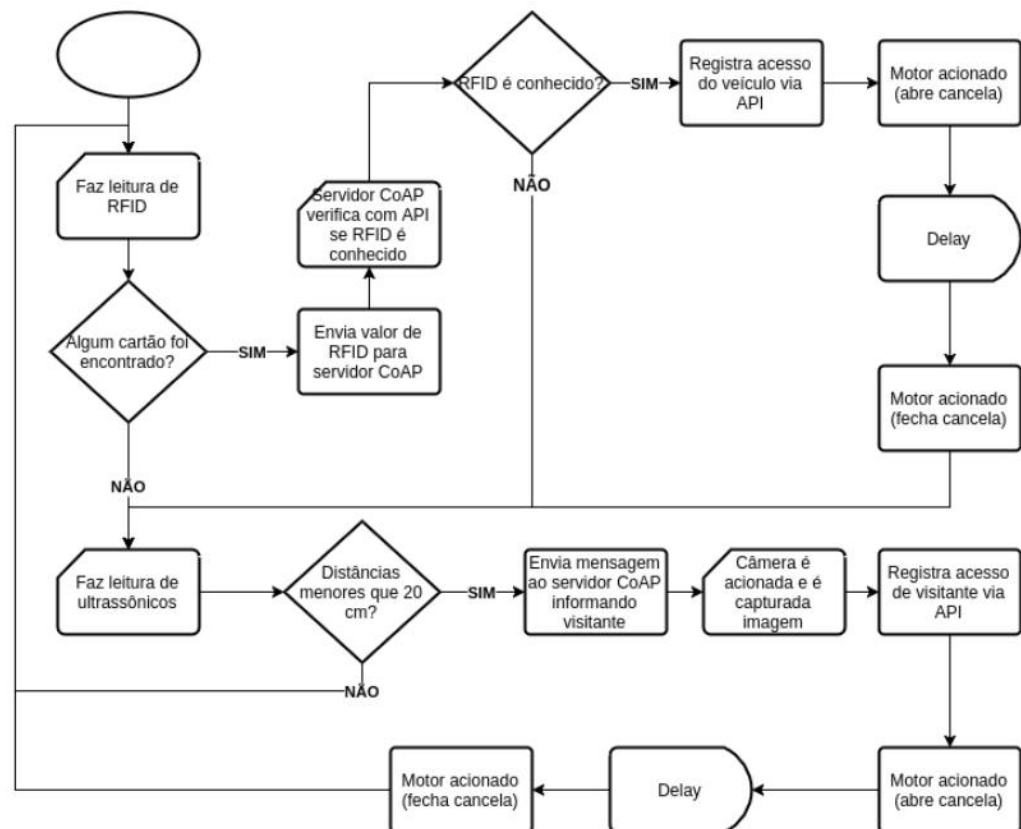 RFID é conhecido?
SIM
Registra acesso
do veículo via
API
Motor acionado
(abre cancela)
Faz leitura de
RFID
Servidor CoAP
verifica com API
se RFID é
conhecido
NÃO
Delay
Algum cartão foi
encontrado?
SIM
Envia valor de
RFID para
servidor CoAP
Motor acionado
(fecha cancela)
NÃO
Faz leitura de
ultrassônicos
Distâncias
menores que 20
cm?
SIM
Envia mensagem
ao servidor CoAP
informando
visitante
Câmera é
acionada e é
capturada
imagem
Registra acesso
de visitante via
API
NÃO
Motor acionado
(fecha cancela)
Delay
Motor acionado
(abre cancela)